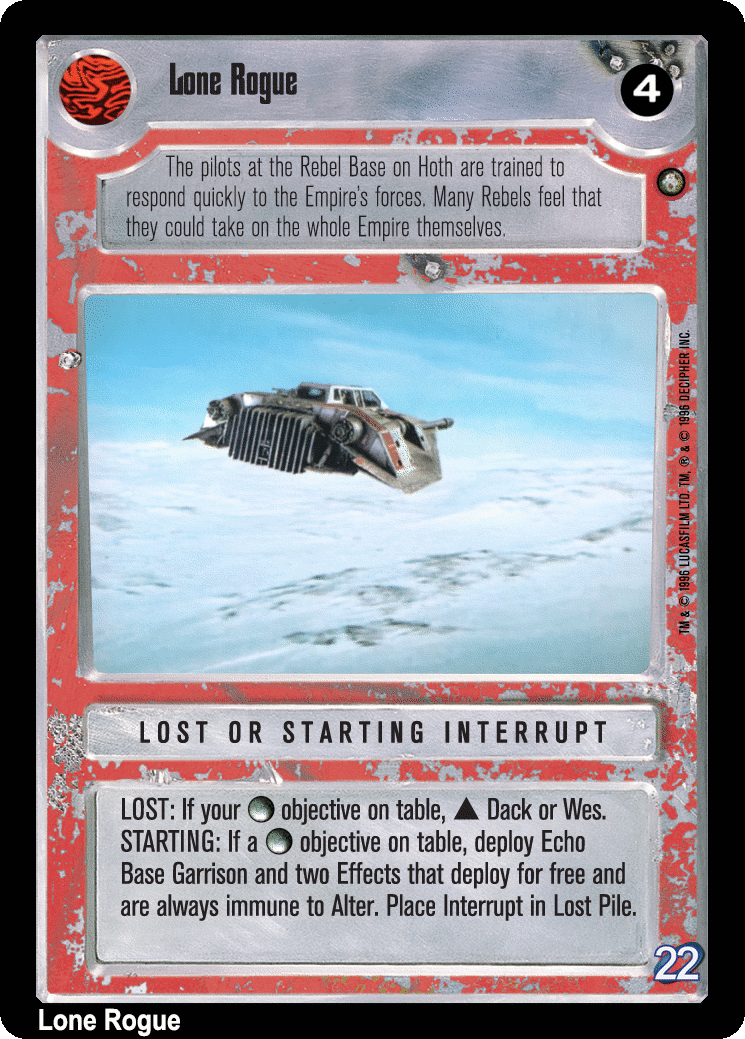 Lone Rogue
4
The pilots at the Rebel Base on Hoth are trained to
respond quickly to the Empire's forces. Many Rebels feel that
they could take on the whole Empire themselves.
TM & © 1996 LUCASFILM LTD. TM, ® & © 1996 DECIPHER INC.
LOST OR STARTING INTERRUPT
LOST: If your objective on table, ▲ Dack or Wes.
STARTING: If a objective on table, deploy Echo
Base Garrison and two Effects that deploy for free and
are always immune to Alter. Place Interrupt in Lost Pile.
22
Lone Rogue